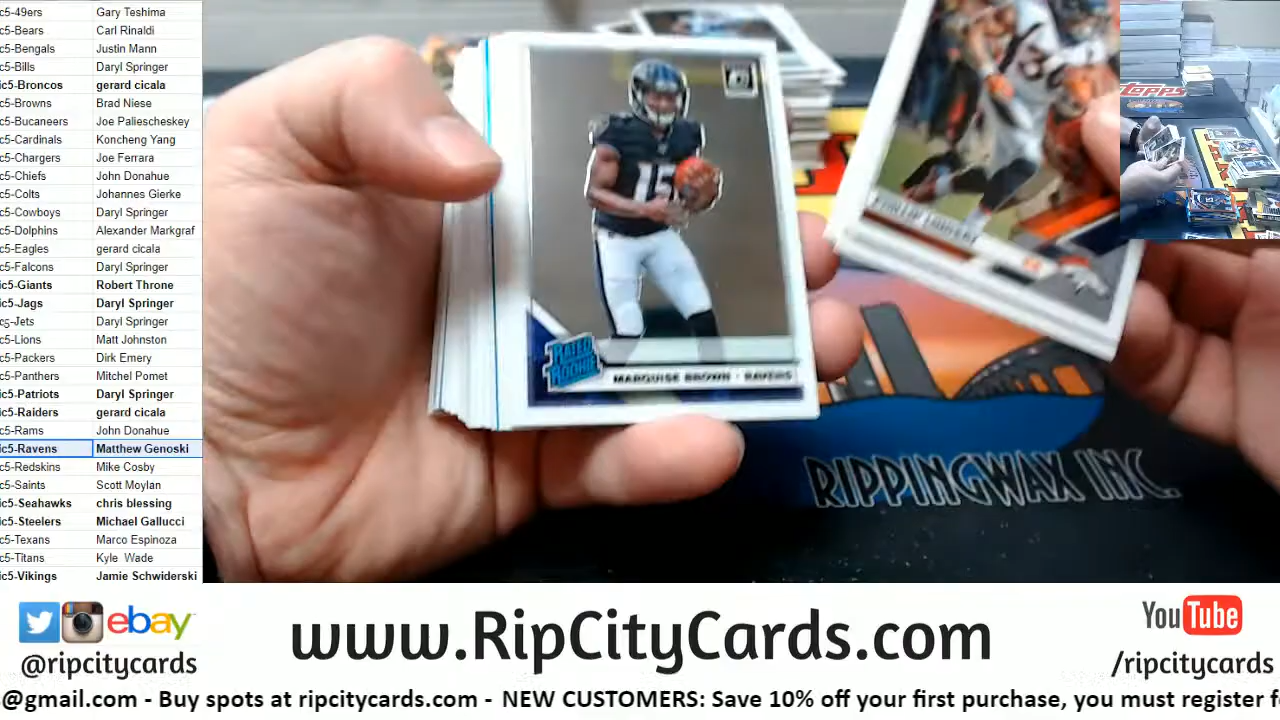 c5-49ers Gary Teshima
c5-Bears Carl Rinaldi
c5-Bengals Justin Mann
c5-Bills Daryl Springer
ic5-Broncos gerard cicala
c5-Browns Brad Niese
c5-Bucaneers Joe Paliescheskey
c5-Cardinals Koncheng Yang
c5-Chargers Joe Ferrara
c5-Chiefs John Donahue
c5-Colts Johannes Gierke
c5-Cowboys Daryl Springer
c5-Dolphins Alexander Markgraf
c5-Eagles gerard cicala
c5-Falcons Daryl Springer
ic5-Giants Robert Throne
ic5-Jags Daryl Springer
c5-Jets Daryl Springer
c5-Lions Matt Johnston
c5-Packers Dirk Emery
c5-Panthers Mitchel Pomet
ic5-Patriots Daryl Springer
ic5-Raiders gerard cicala
c5-Rams John Donahue
ic5-Ravens Matthew Genoski
c5-Redskins Mike Cosby
c5-Saints Scott Moylan
ic5-Seahawks chris blessing
ic5-Steelers Michael Gallucci
c5-Texans Marco Espinoza
c5-Titans Kyle Wade
ic5-Vikings Jamie Schwiderski
15
RATED
ROOKIE
MARQUISE BROWN - RAVENS
TOPPS
RIPPINGWAX INC.
ebay
@ripcitycards
www.RipCityCards.com
YouTube
/ripcitycards
s@gmail.com - Buy spots at ripcitycards.com - NEW CUSTOMERS: Save 10% off your first purchase, you must register f